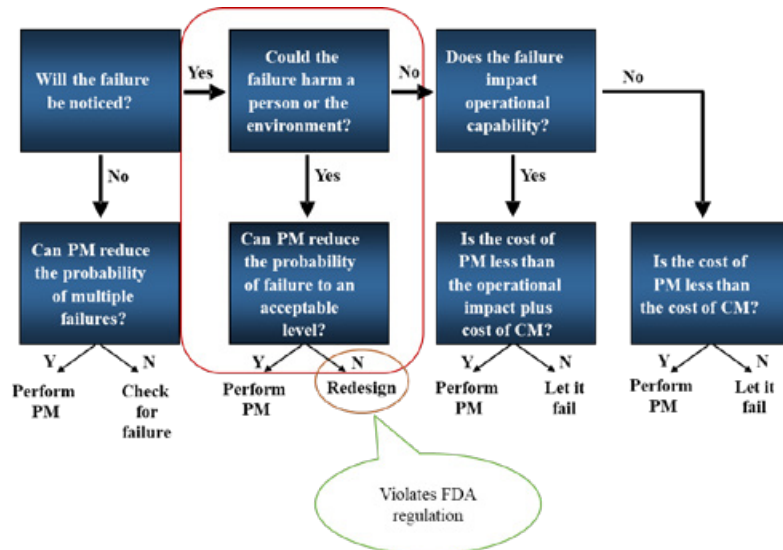 Will the failure
be noticed?
Yes
Could the
failure harm a
person or the
environment?
No
Does the failure
impact
operational
capability?
No
No
Yes
Yes
Can PM reduce
the probability
of multiple
failures?
Can PM reduce
the probability
of failure to an
acceptable
level?
Is the cost of
PM less than
the operational
impact plus
cost of CM?
Is the cost of
PM less than
the cost of CM?
Y
N
Y
N
Y
N
Y
N
Perform
PM
Check
for
failure
Perform
PM
Redesign
Perform
PM
Let it
fail
Perform
PM
Let it
fail
Violates FDA
regulation